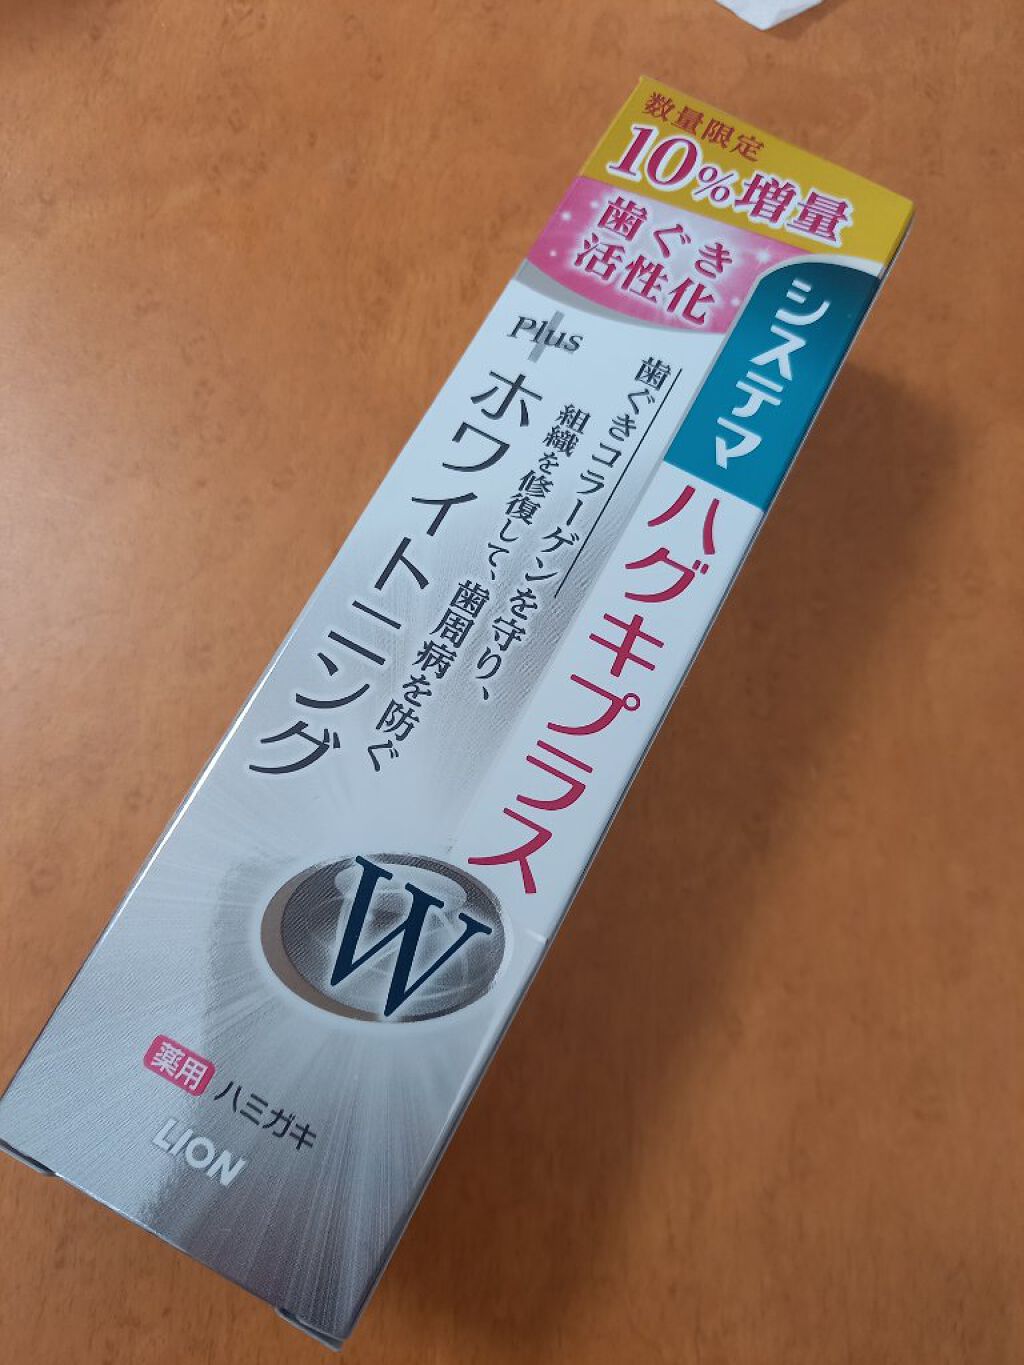 数量限定
10%増量
歯ぐき
活性化
システマ
ハグキプラス
W
歯ぐきコラーゲンを守り、
組織を修復して、歯周病を防ぐ
Plus
ホワイトニング
薬用 ハミガキ
LION